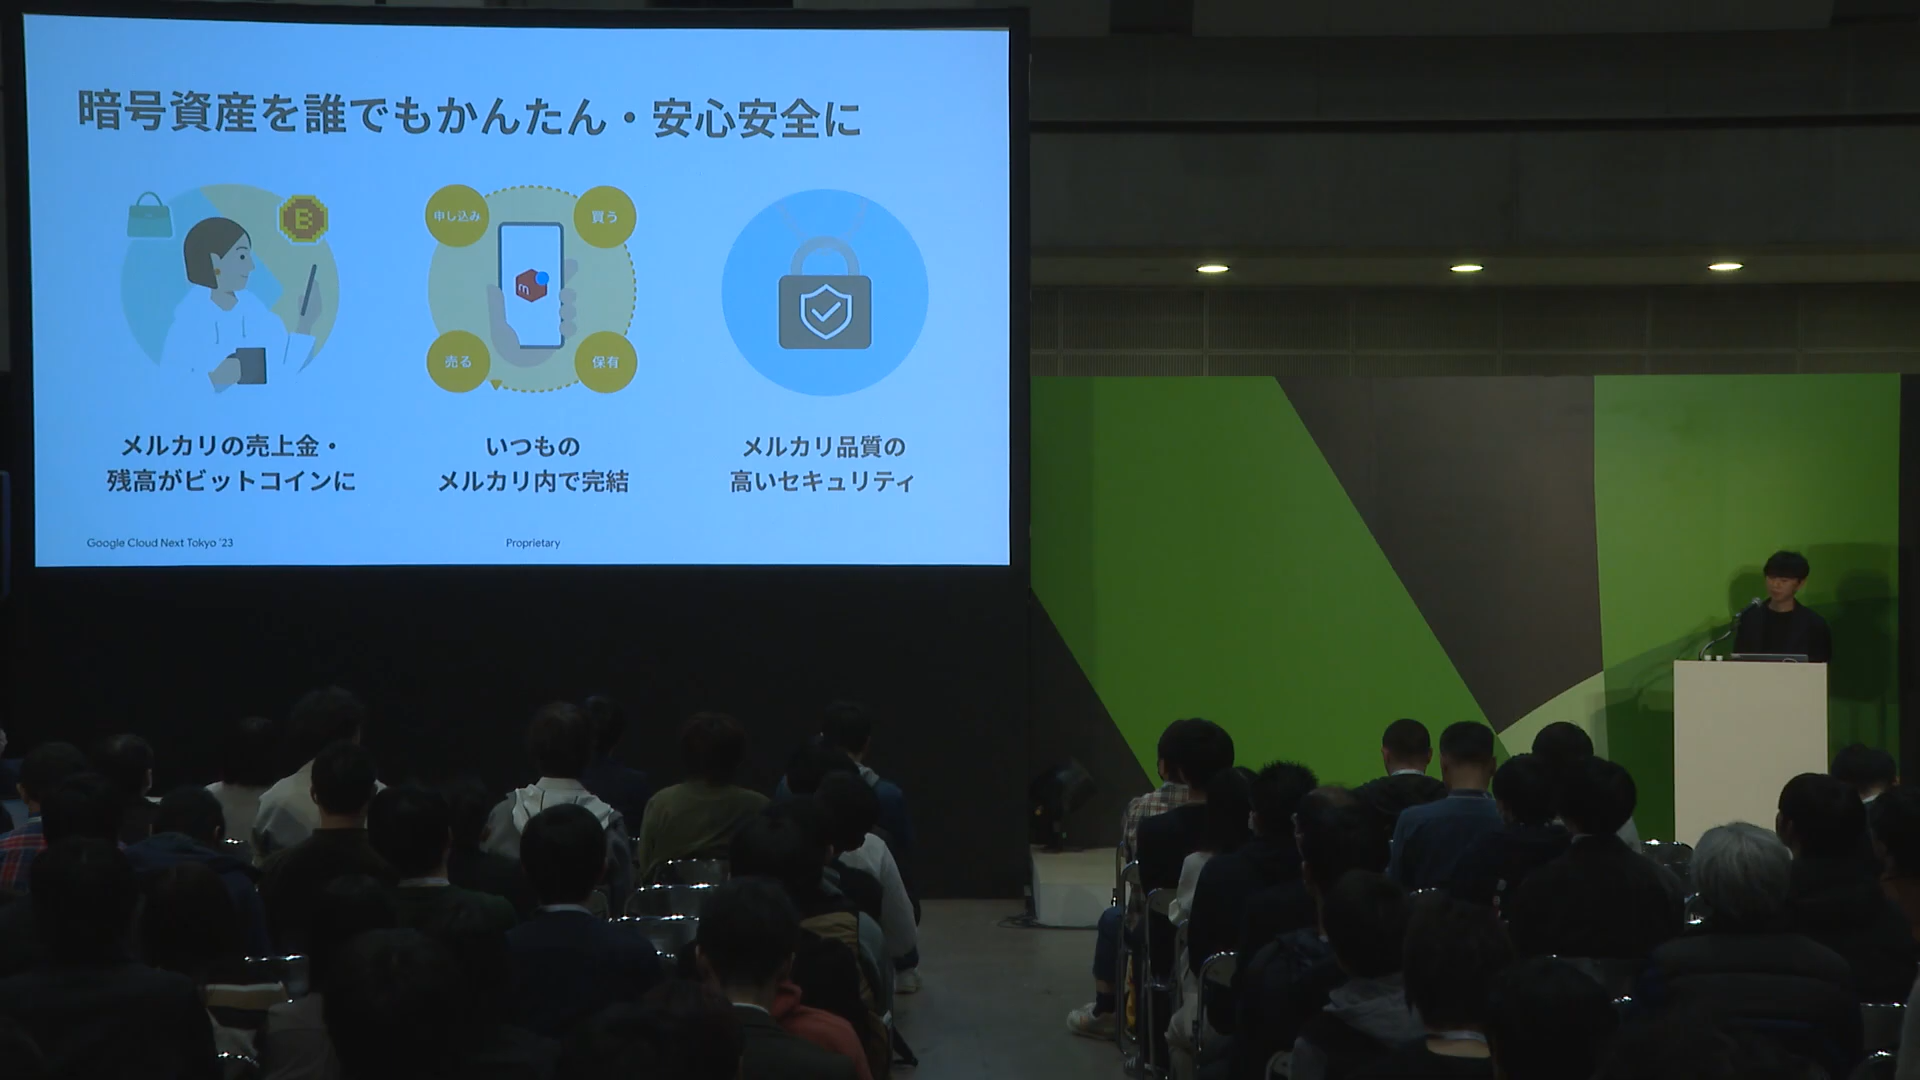 暗号資産を誰でもかんたん・安心安全に
B
申し込み
買う
m
売る
保有
メルカリの売上金・
残高がビットコインに
いつもの
メルカリ内で完結
メルカリ品質の
高いセキュリティ
Google Cloud Next Tokyo '23
Proprietary